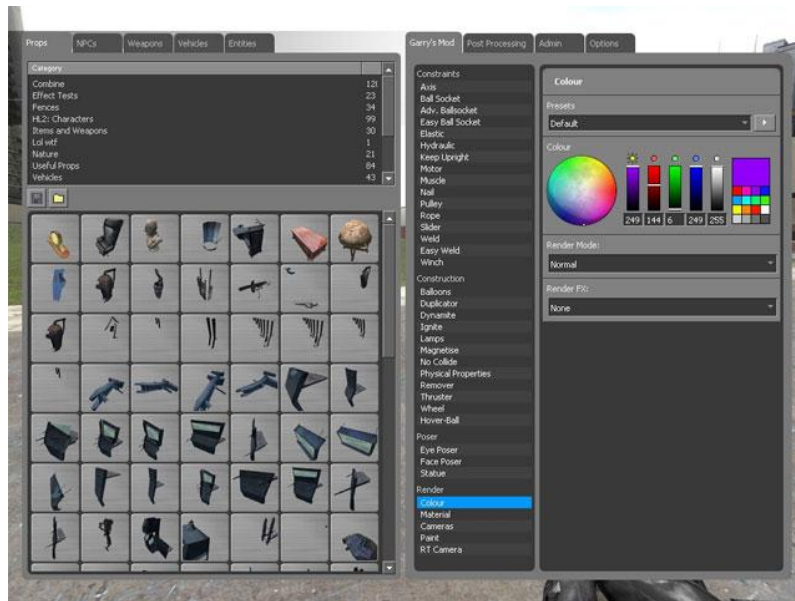 Props NPCs Weapons Vehicles Entities
Category
Combine 12
Effect Tests 23
Fences 34
HL2: Characters 99
Items and Weapons 30
Lol wtf 1
Nature 21
Useful Props 84
Vehicles 43
Garry's Mod Post Processing Admin Options
Constraints
Axis
Ball Socket
Adv. Ballsocket
Easy Ball Socket
Elastic
Hydraulic
Keep Upright
Motor
Muscle
Nail
Pulley
Rope
Slider
Weld
Easy Weld
Winch
Construction
Balloons
Duplicator
Dynamite
Ignite
Lamps
Magnetise
No Collide
Physical Properties
Remover
Thruster
Wheel
Hover-Ball
Poser
Eye Poser
Face Poser
Statue
Render
Colour
Material
Cameras
Paint
RT Camera
Colour
Presets
Default
Colour
249 144 6 249 255
Render Mode:
Normal
Render FX:
None